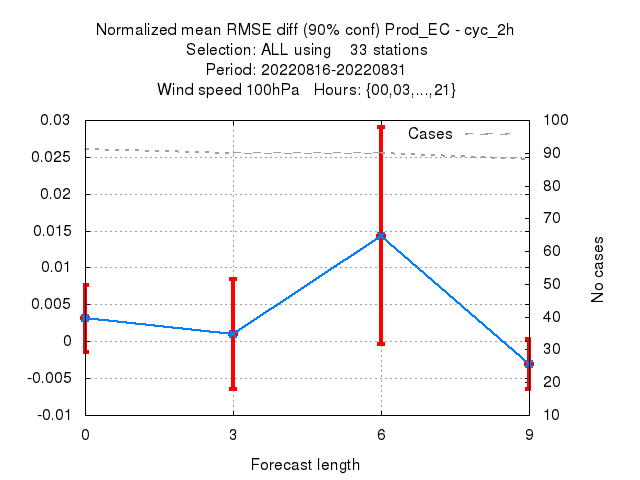 Normalized mean RMSE diff (90% conf) Prod_EC - cyc_2h
Selection: ALL using    33 stations
Period: 20220816-20220831
Wind speed 100hPa   Hours: {00,03,...,21}
0.03
0.025
0.02
0.015
0.01
0.005
0
-0.005
-0.01
Cases
100
90
80
70
60
50
40
30
20
10
No cases
0 3 6 9
Forecast length